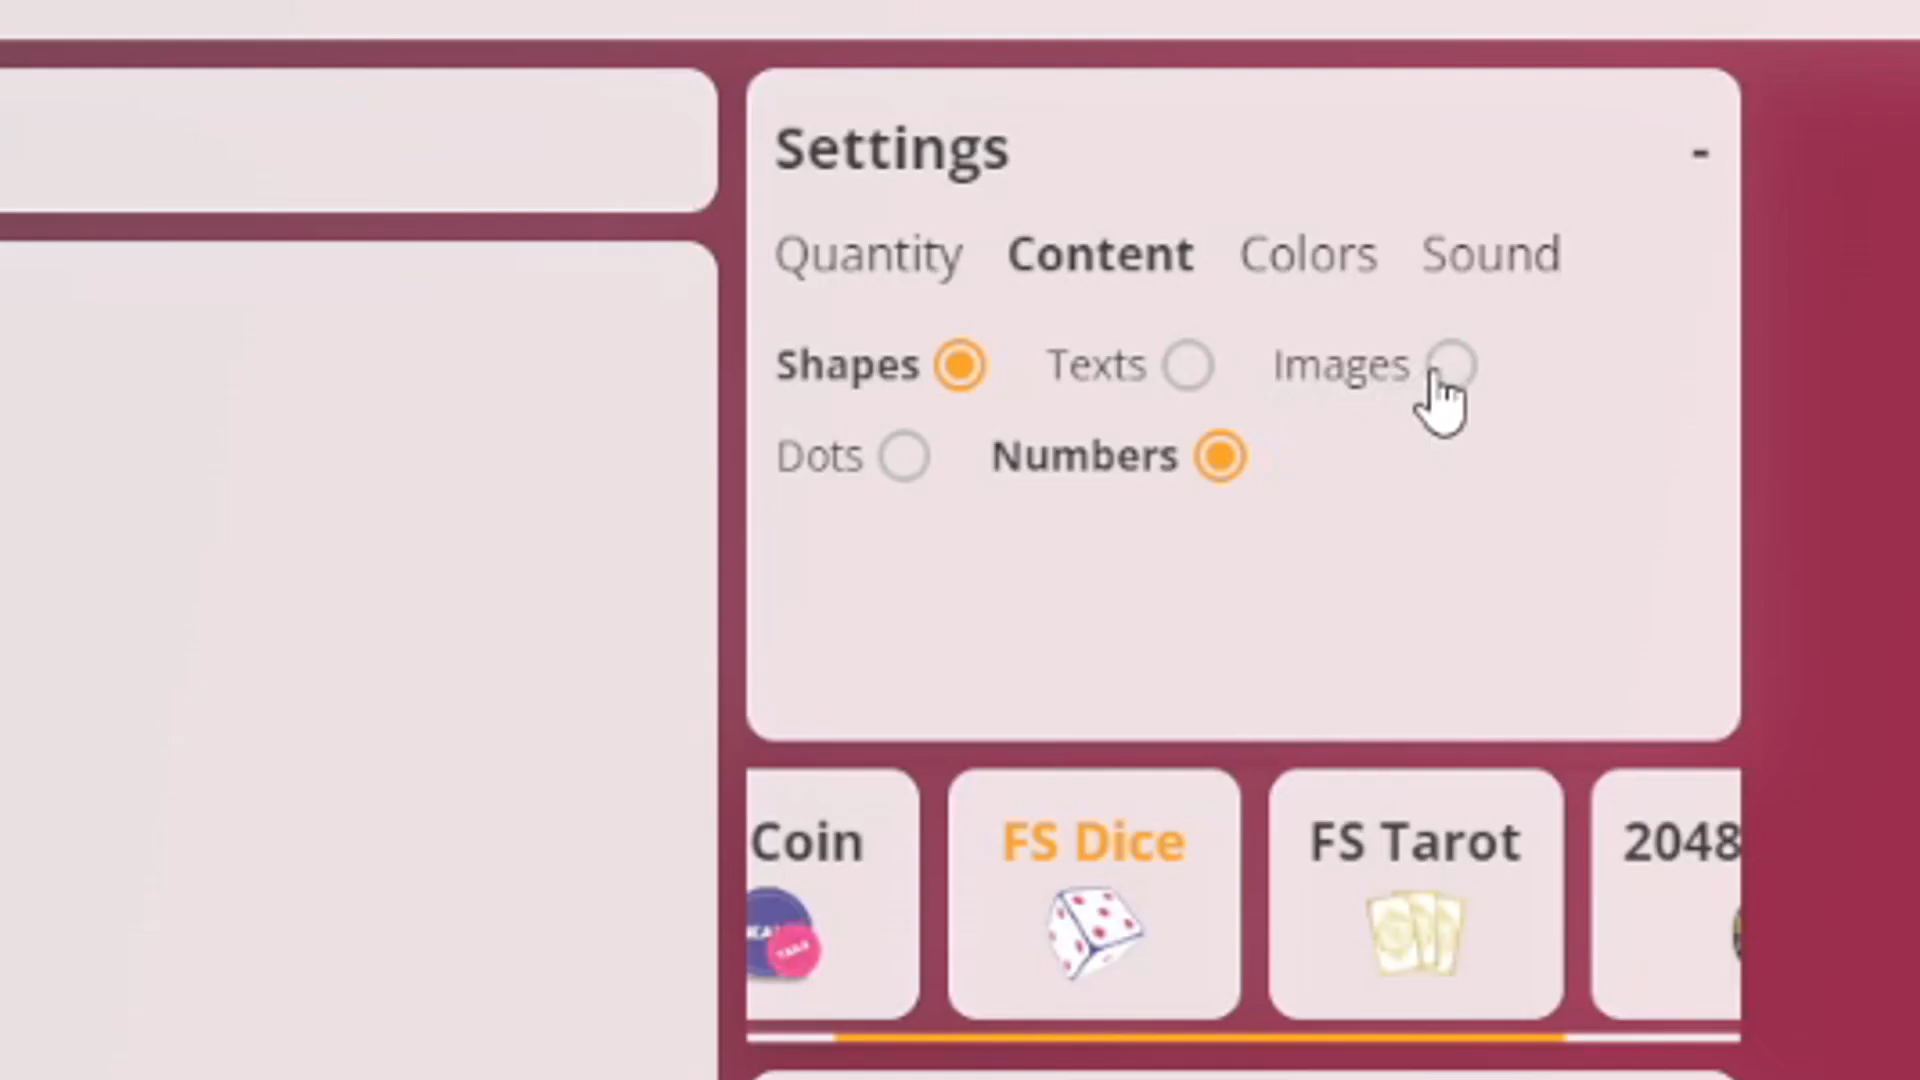 Settings -
Quantity Content Colors Sound
Shapes Texts Images
Dots Numbers
Coin FS Dice FS Tarot 2048